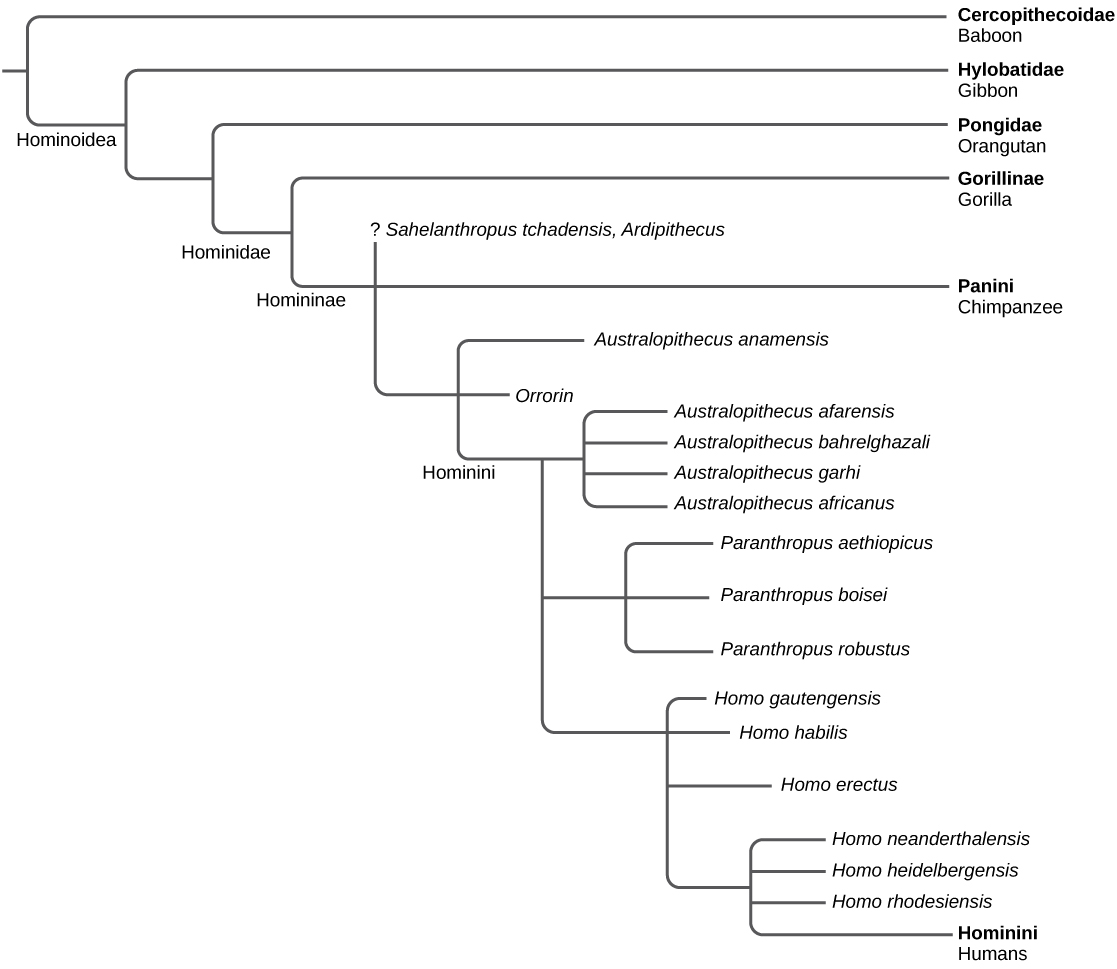 Cercopithecoidae
Baboon
Hylobatidae
Gibbon
Hominoidea
Pongidae
Orangutan
Gorillinae
Gorilla
? Sahelanthropus tchadensis, Ardipithecus
Hominidae
Panini
Chimpanzee
Homininae
Australopithecus anamensis
Orrorin
Australopithecus afarensis
Australopithecus bahrelghazali
Hominini
Australopithecus garhi
Australopithecus africanus
Paranthropus aethiopicus
Paranthropus boisei
Paranthropus robustus
Homo gautengensis
Homo habilis
Homo erectus
Homo neanderthalensis
Homo heidelbergensis
Homo rhodesiensis
Hominini
Humans